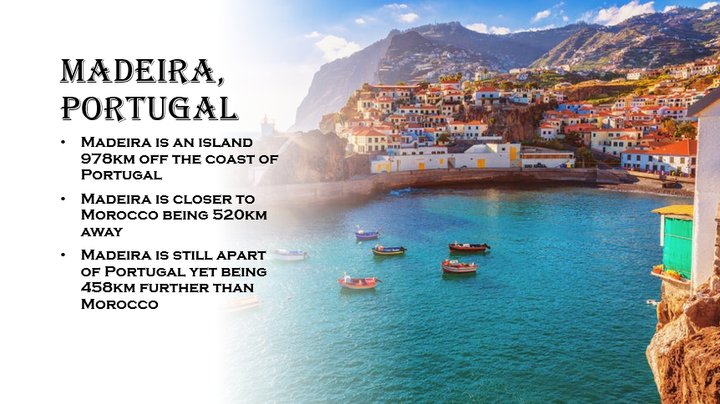 Madeira,
Portugal
• Madeira is an island
978km off the coast of
Portugal
• Madeira is closer to
Morocco being 520km
away
• Madeira is still apart
of Portugal yet being
458km further than
Morocco